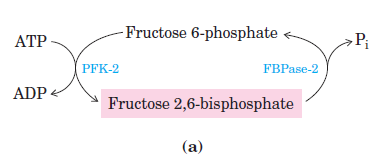 ATP
Fructose 6-phosphate
Pi
PFK-2
FBPase-2
ADP
Fructose 2,6-bisphosphate
(a)